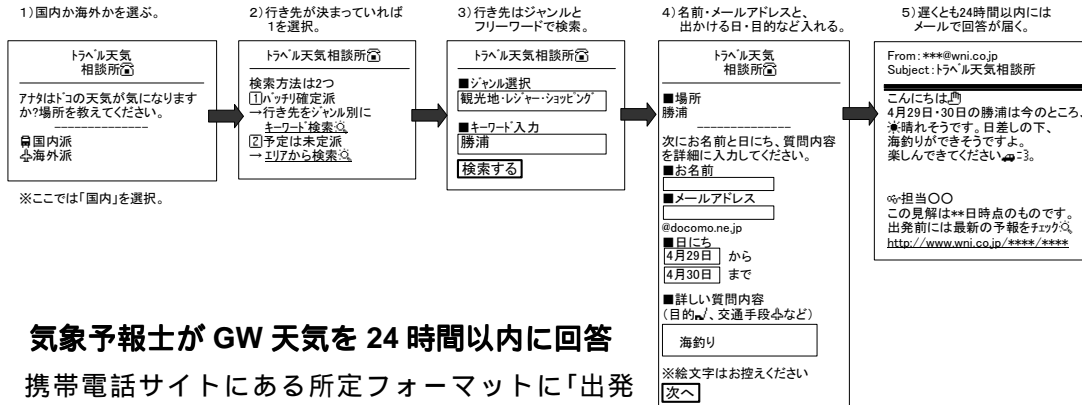 1)国内か海外かを選ぶ。
トラベル天気
相談所
アナタはドコの天気が気になります
か?場所を教えてください。
--------------
国内派
海外派
※ここでは「国内」を選択。
2)行き先が決まっていれば
1を選択。
トラベル天気相談所
検索方法は2つ
1バッチリ確定派
→行き先をジャンル別に
キーワード検索
2予定は未定派
→エリアから検索
3)行き先はジャンルと
フリーワードで検索。
トラベル天気相談所
■ジャンル選択
観光地・レジャー・ショッピング
■キーワード入力
勝浦
検索する
4)名前・メールアドレスと、
出かける日・目的など入れる。
トラベル天気
相談所
■場所
勝浦
--------------
次にお名前と日にち、質問内容
を詳細に入力してください。
■お名前
■メールアドレス
@docomo.ne.jp
■日にち
4月29日 から
4月30日 まで
■詳しい質問内容
(目的、交通手段など)
海釣り
※絵文字はお控えください
次へ
5)遅くとも24時間以内には
メールで回答が届く。
From:***@wni.co.jp
Subject:トラベル天気相談所
こんにちは
4月29日・30日の勝浦は今のところ、
晴れそうです。日差しの下、
海釣りができそうですよ。
楽しんできてください。
担当〇〇
この見解は**日時点のものです。
出発前には最新の予報をチェック
http://www.wni.co.jp/****/****
気象予報士が GW 天気を 24 時間以内に回答
携帯電話サイトにある所定フォーマットに「出発